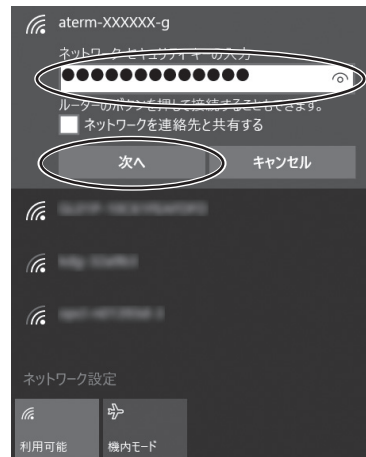 aterm-XXXXXX-g
ネットワーク セキュリティ キーの入力
●●●●●●●●●●●●●
ルーターのボタンを押して接続することもできます。
ネットワークを連絡先と共有する
次へ キャンセル
ネットワーク設定
利用可能 機内モード